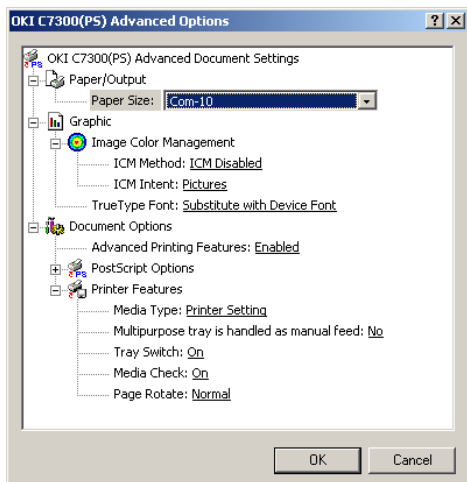 OKI C7300(PS) Advanced Options
OKI C7300(PS) Advanced Document Settings
Paper/Output
Paper Size: Com-10
Graphic
Image Color Management
ICM Method: ICM Disabled
ICM Intent: Pictures
TrueType Font: Substitute with Device Font
Document Options
Advanced Printing Features: Enabled
PostScript Options
Printer Features
Media Type: Printer Setting
Multipurpose tray is handled as manual feed: No
Tray Switch: On
Media Check: On
Page Rotate: Normal
OK Cancel